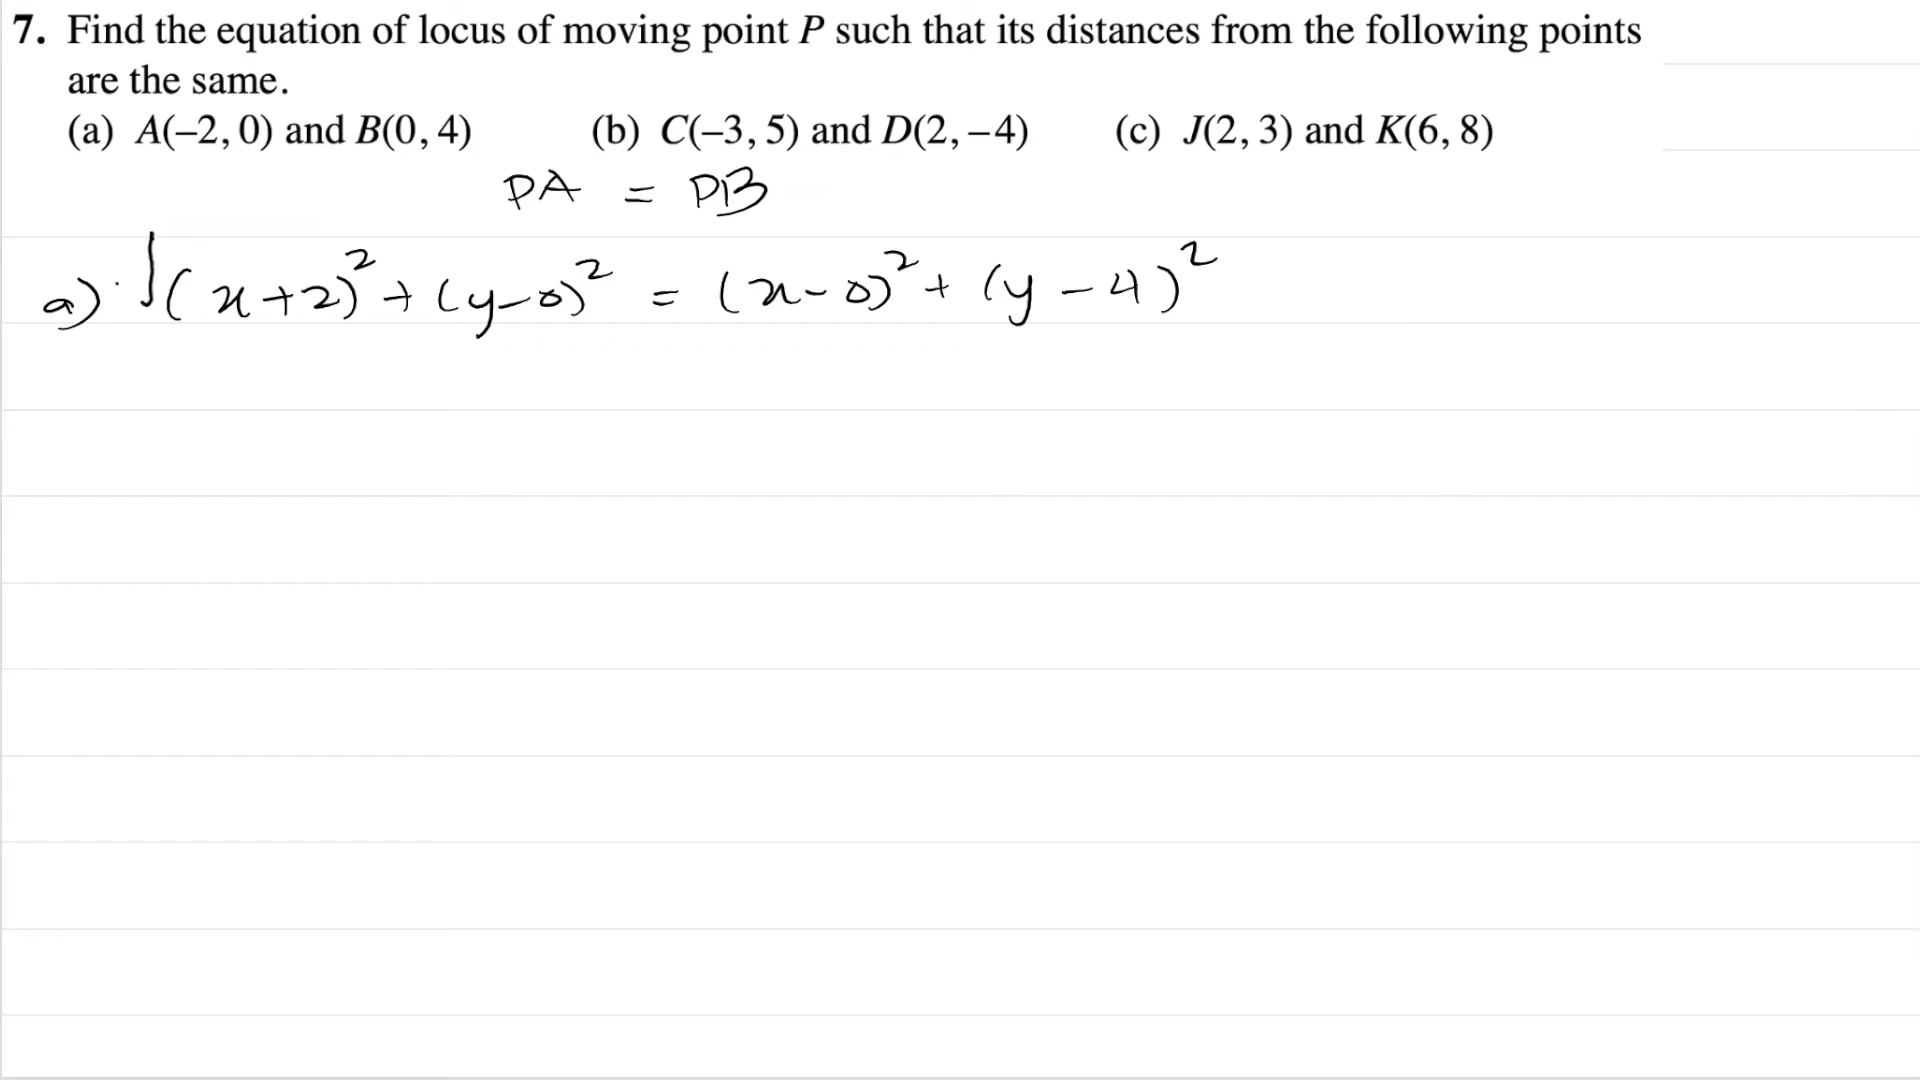 7. Find the equation of locus of moving point P such that its distances from the following points
are the same.
(a) A(–2, 0) and B(0, 4) (b) C(–3, 5) and D(2, –4) (c) J(2, 3) and K(6, 8)
PA = PB
a) √(x+2)² + (y-0)² = (x-0)² + (y-4)²